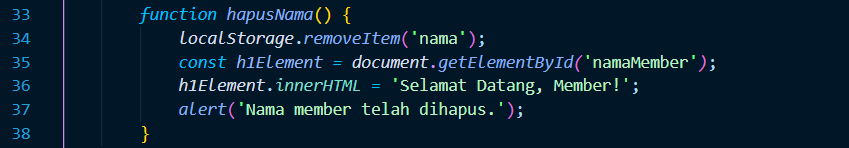 33 function hapusNama() {
34 localStorage.removeItem('nama');
35 const h1Element = document.getElementById('namaMember');
36 h1Element.innerHTML = 'Selamat Datang, Member!';
37 alert('Nama member telah dihapus.');
38 }